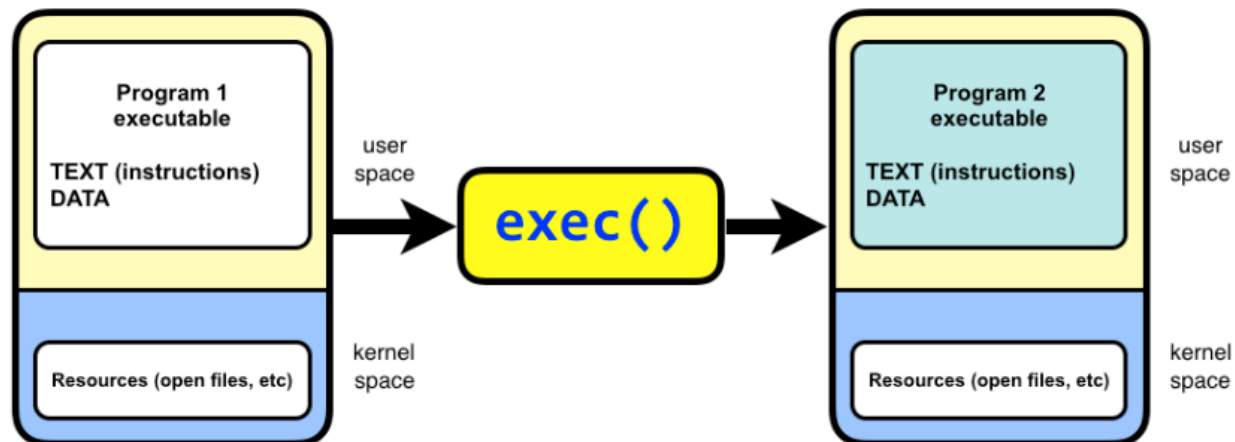 Program 1
executable
TEXT (instructions)
DATA
user
space
Resources (open files, etc)
kernel
space
exec()
Program 2
executable
TEXT (instructions)
DATA
user
space
Resources (open files, etc)
kernel
space